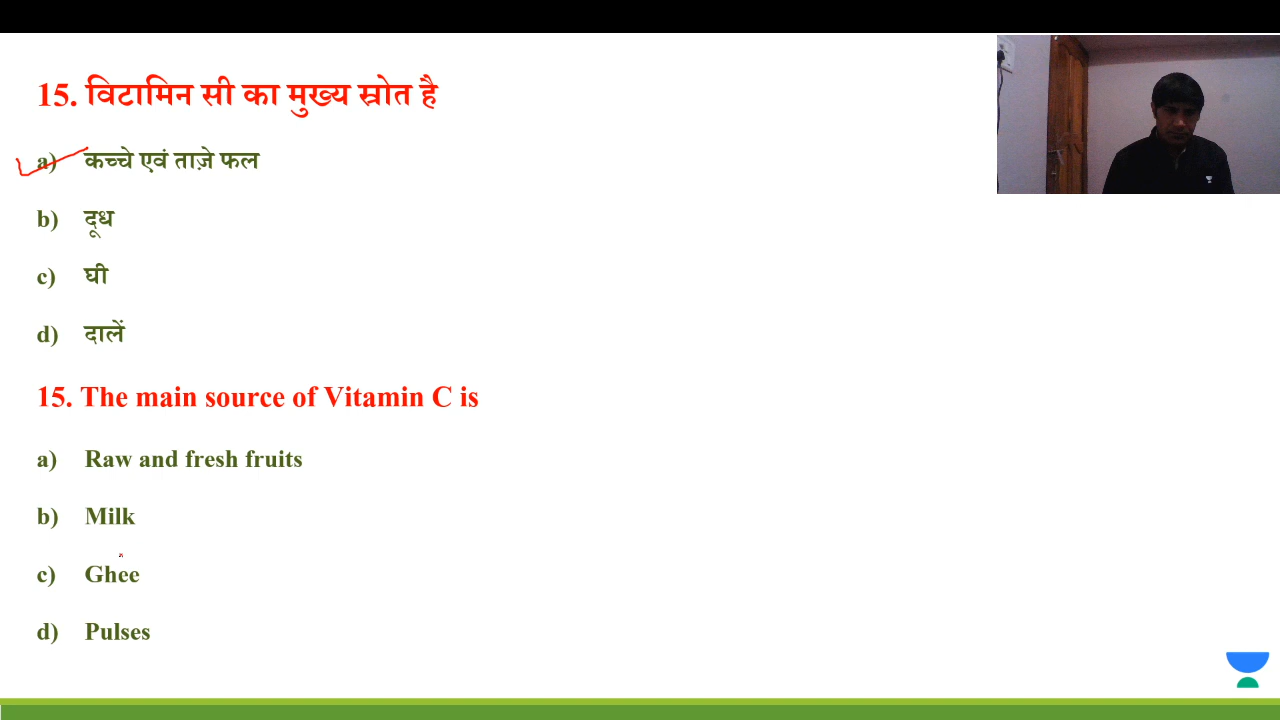 15. विटामिन सी का मुख्य स्रोत है
a) कच्चे एवं ताज़े फल
b) दूध
c) घी
d) दालें
15. The main source of Vitamin C is
a) Raw and fresh fruits
b) Milk
c) Ghee
d) Pulses